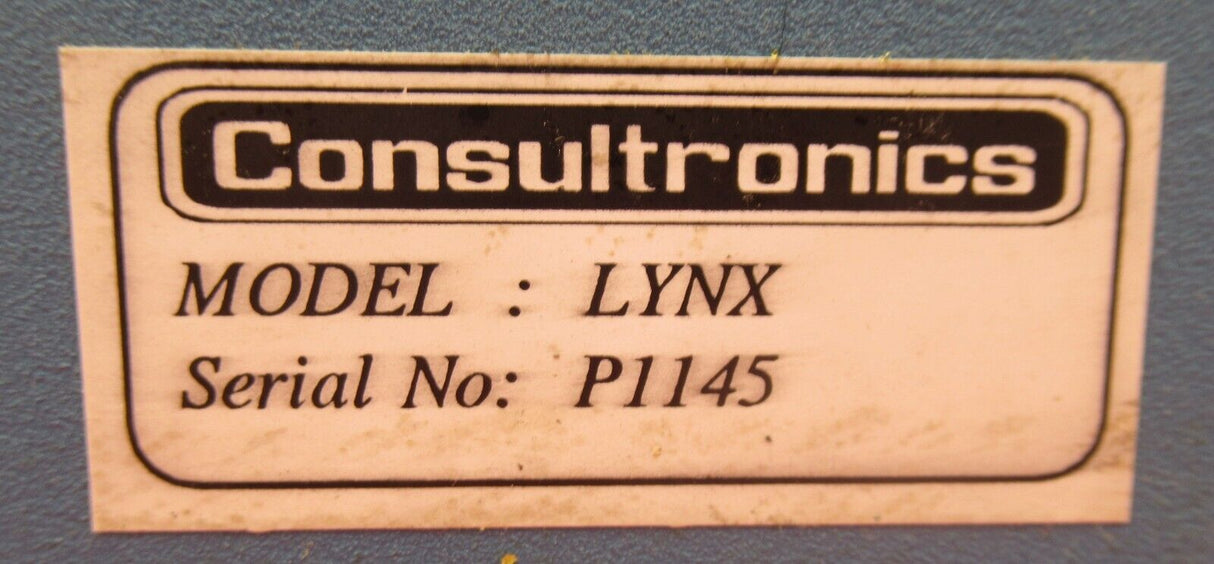 Consultronics
MODEL : LYNX
Serial No: P1145